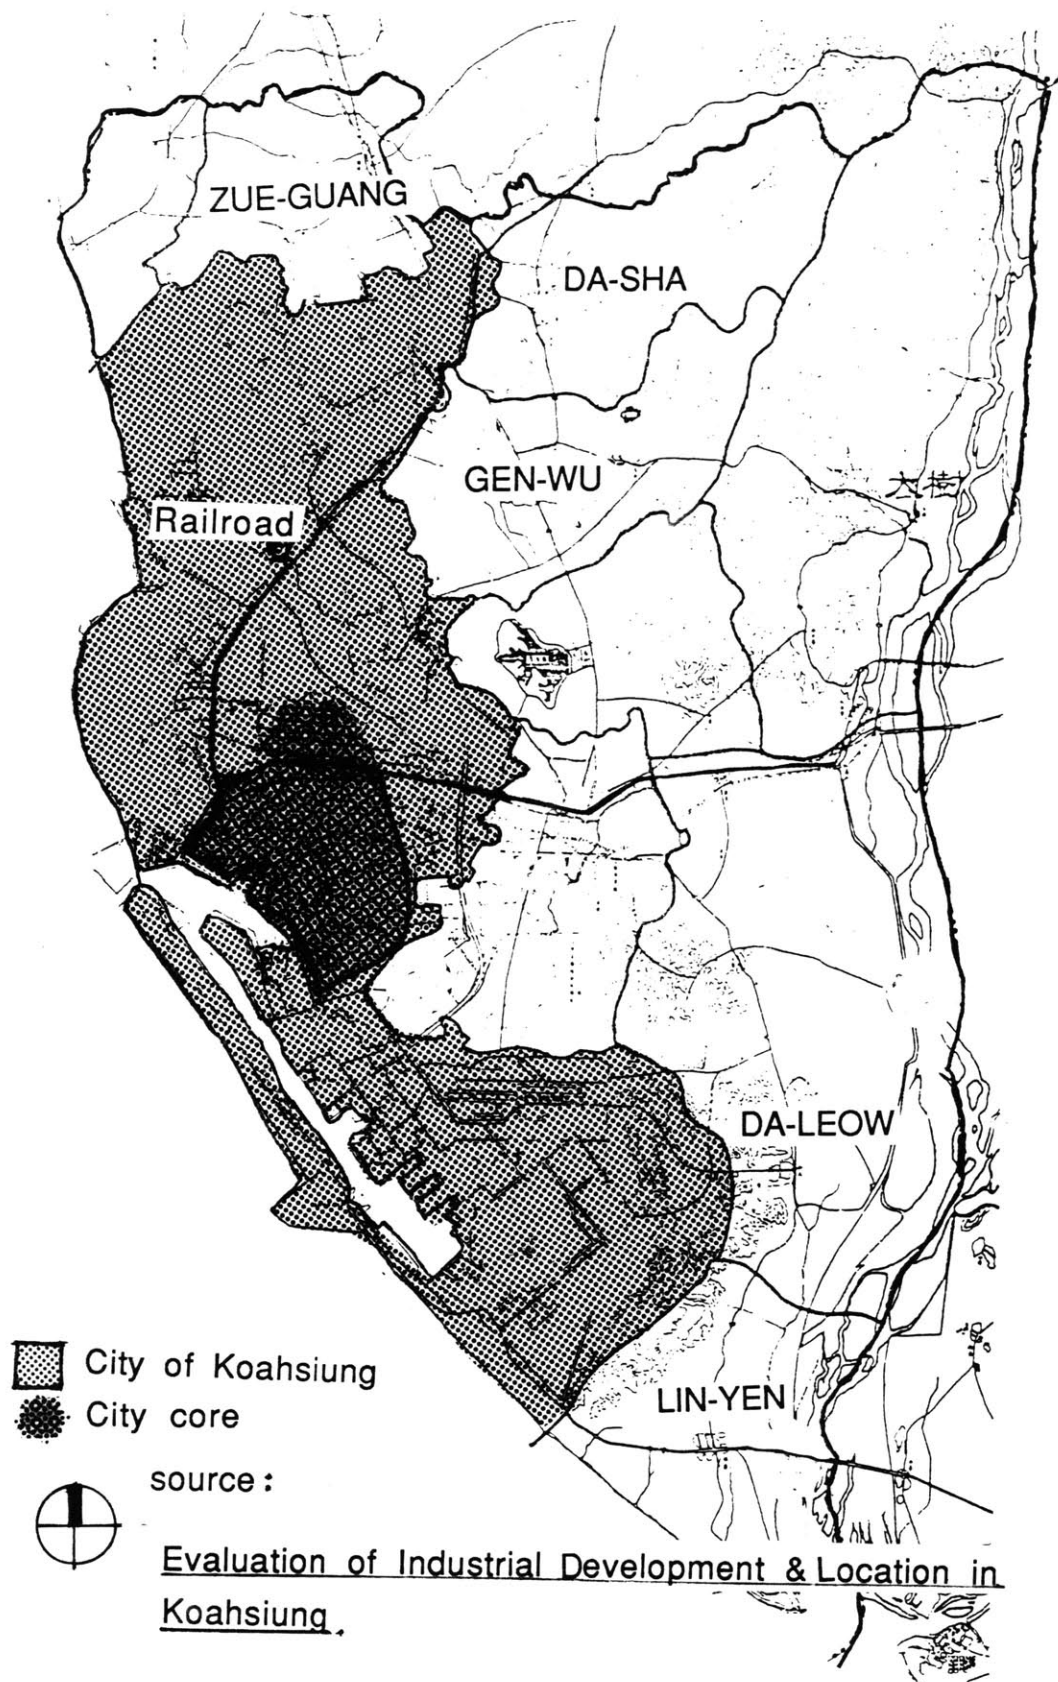 ZUE-GUANG
DA-SHA
GEN-WU
大樹
Railroad
DA-LEOW
City of Koahsiung
City core
LIN-YEN
source:
Evaluation of Industrial Development & Location in
Koahsiung.